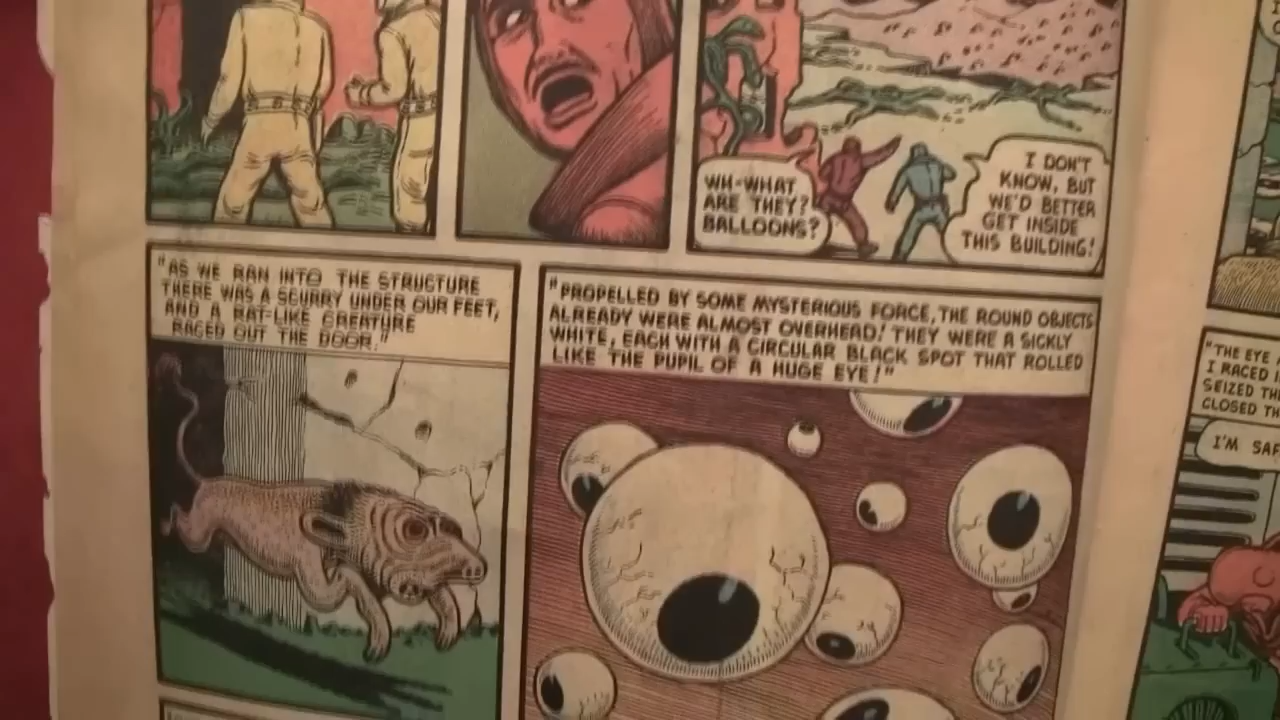 WH-WHAT
ARE THEY?
BALLOONS?
I DON'T
KNOW, BUT
WE'D BETTER
GET INSIDE
THIS BUILDING!
"AS WE RAN INTO THE STRUCTURE
THERE WAS A SCURRY UNDER OUR FEET,
AND A RAT-LIKE CREATURE
RACED OUT THE DOOR."
"PROPELLED BY SOME MYSTERIOUS FORCE, THE ROUND OBJECTS
ALREADY WERE ALMOST OVERHEAD! THEY WERE A SICKLY
WHITE, EACH WITH A CIRCULAR BLACK SPOT THAT ROLLED
LIKE THE PUPIL OF A HUGE EYE!"
"THE EYE
I RACED
SEIZED
CLOSED
I'M